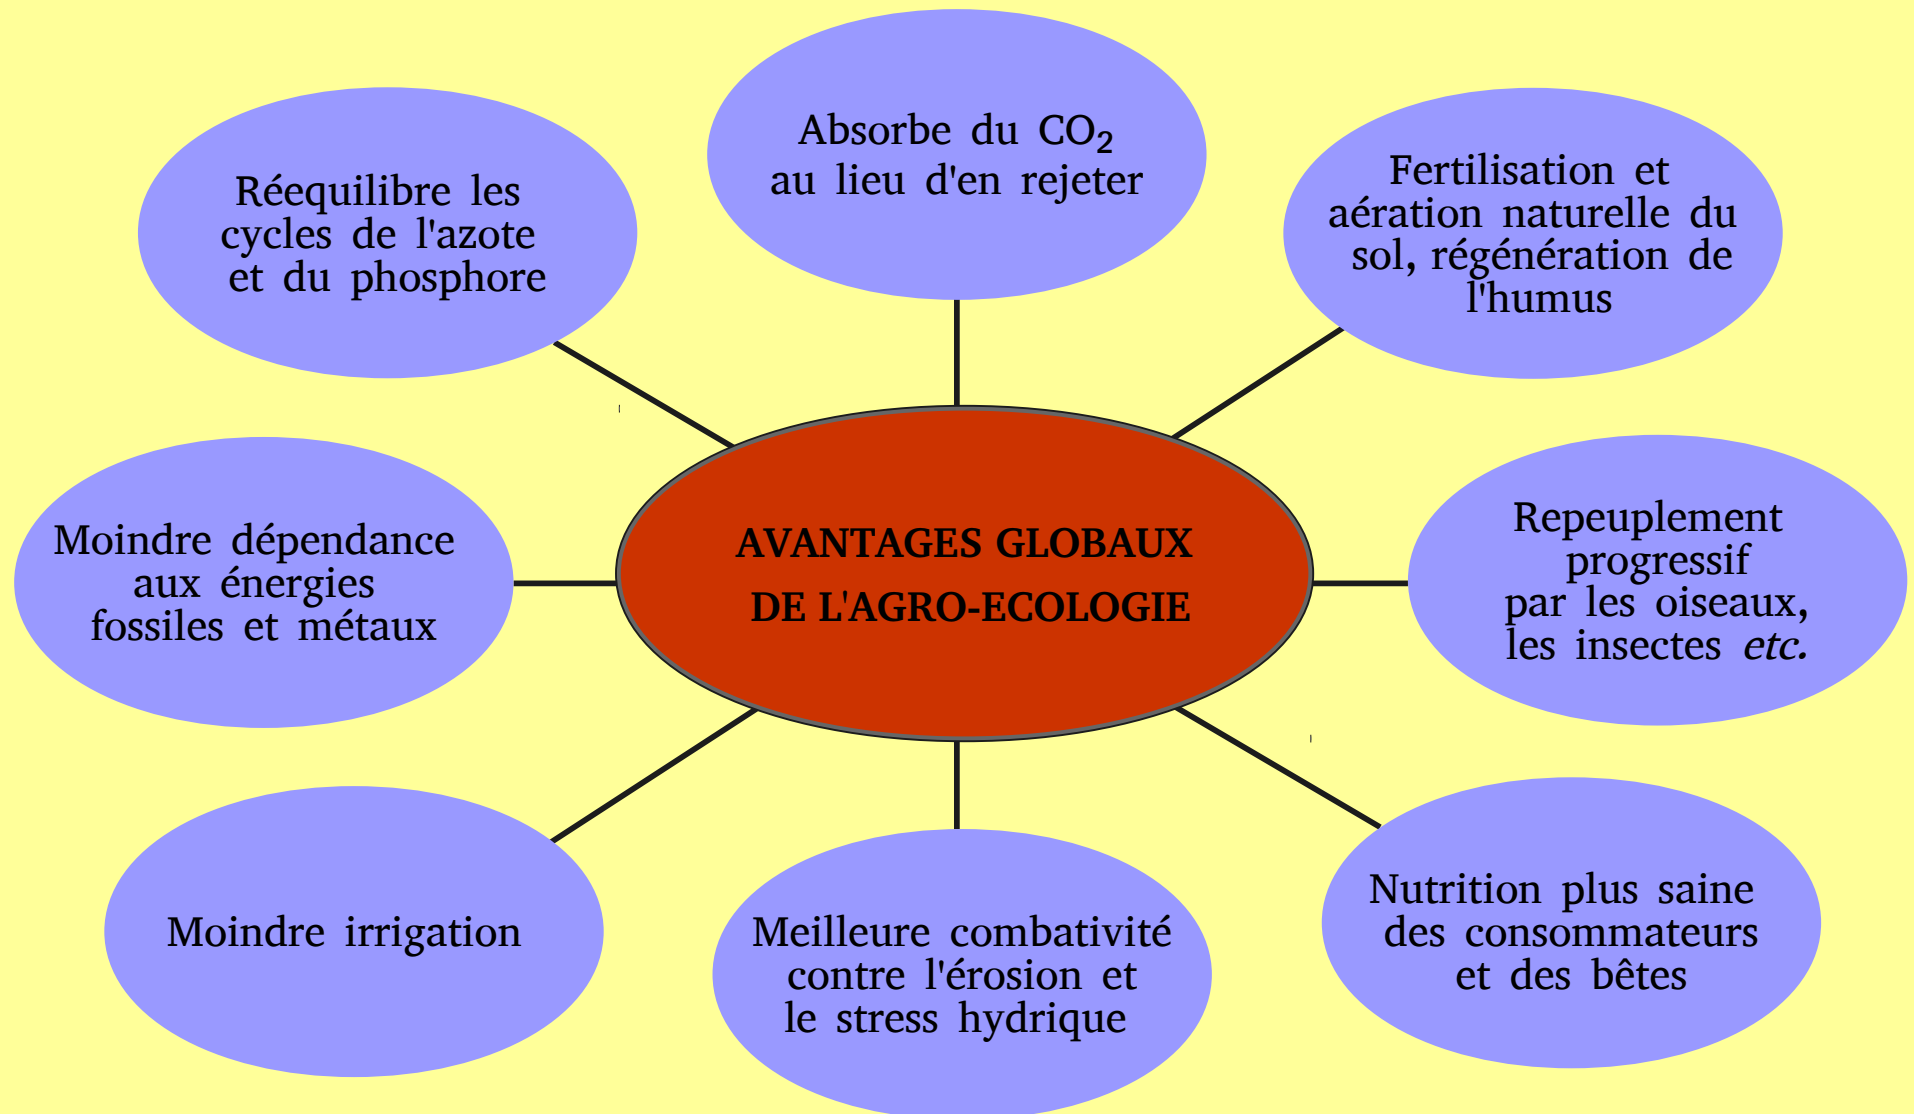 Absorbe du CO₂
au lieu d'en rejeter
Réequilibre les
cycles de l'azote
et du phosphore
Fertilisation et
aération naturelle du
sol, régénération de
l'humus
Moindre dépendance
aux énergies
fossiles et métaux
AVANTAGES GLOBAUX
DE L'AGRO-ECOLOGIE
Repeuplement
progressif
par les oiseaux,
les insectes etc.
Moindre irrigation
Meilleure combativité
contre l'érosion et
le stress hydrique
Nutrition plus saine
des consommateurs
et des bêtes